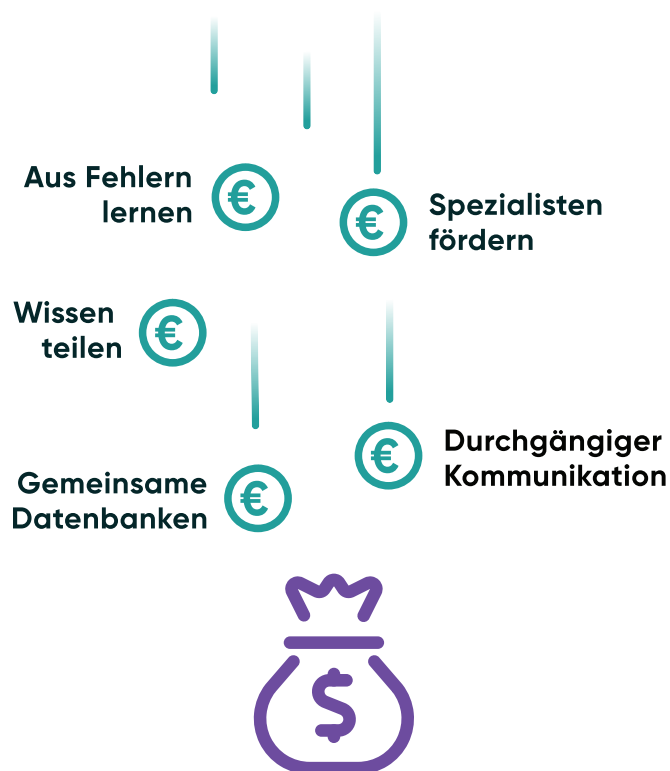 Aus Fehlern
lernen
€
€
Spezialisten
fördern
Wissen
teilen
€
Durchgängiger
Kommunikation
€
Gemeinsame
Datenbanken
€
$